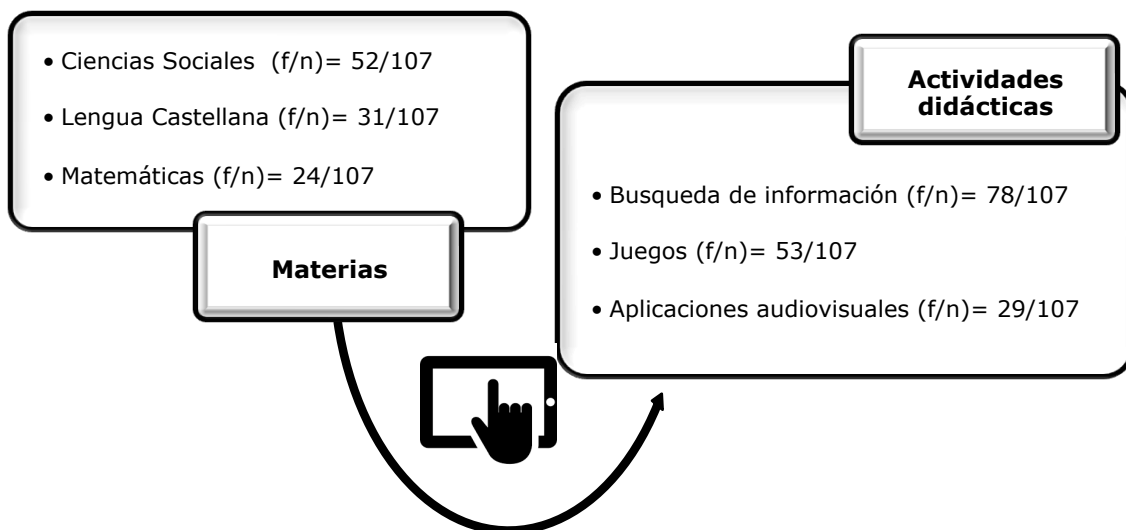 • Ciencias Sociales (f/n)= 52/107
• Lengua Castellana (f/n)= 31/107
• Matemáticas (f/n)= 24/107
Materias
Actividades
didácticas
• Busqueda de información (f/n)= 78/107
• Juegos (f/n)= 53/107
• Aplicaciones audiovisuales (f/n)= 29/107